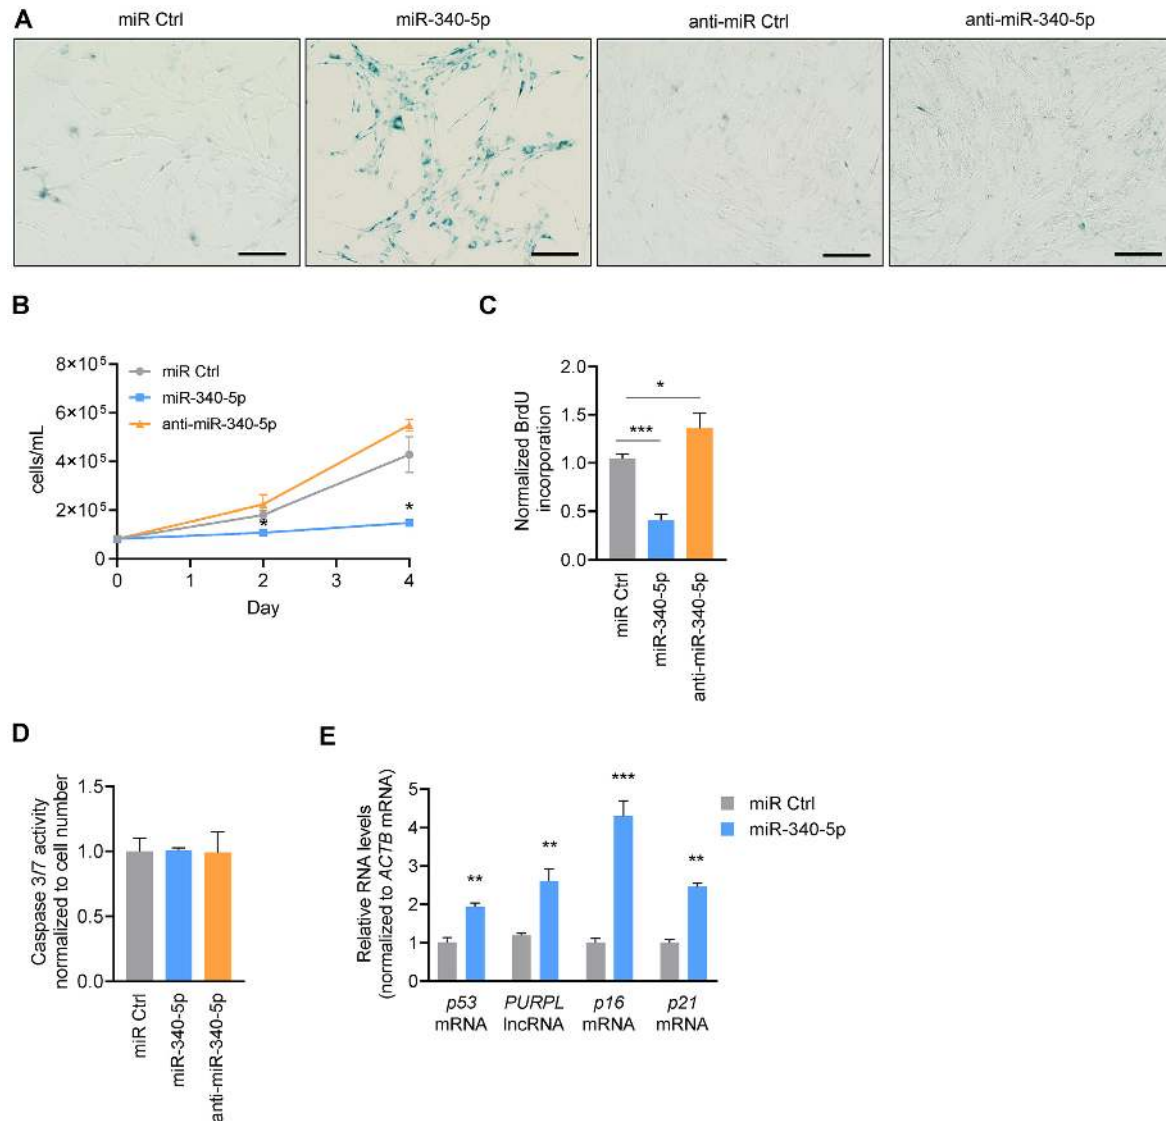 A
miR Ctrl
miR-340-5p
anti-miR Ctrl
anti-miR-340-5p
B
cells/mL
8×10⁵
6×10⁵
4×10⁵
2×10⁵
0
miR Ctrl
miR-340-5p
anti-miR-340-5p
*
*
0 1 2 3 4
Day
C
Normalized BrdU
incorporation
2.0
1.5
1.0
0.5
0.0
*
***
miR Ctrl
miR-340-5p
anti-miR-340-5p
D
Caspase 3/7 activity
normalized to cell number
1.5
1.0
0.5
0.0
miR Ctrl
miR-340-5p
anti-miR-340-5p
E
Relative RNA levels
(normalized to ACTB mRNA)
5
4
3
2
1
0
**
**
***
**
miR Ctrl
miR-340-5p
p53 PURPL p16 p21
mRNA lncRNA mRNA mRNA